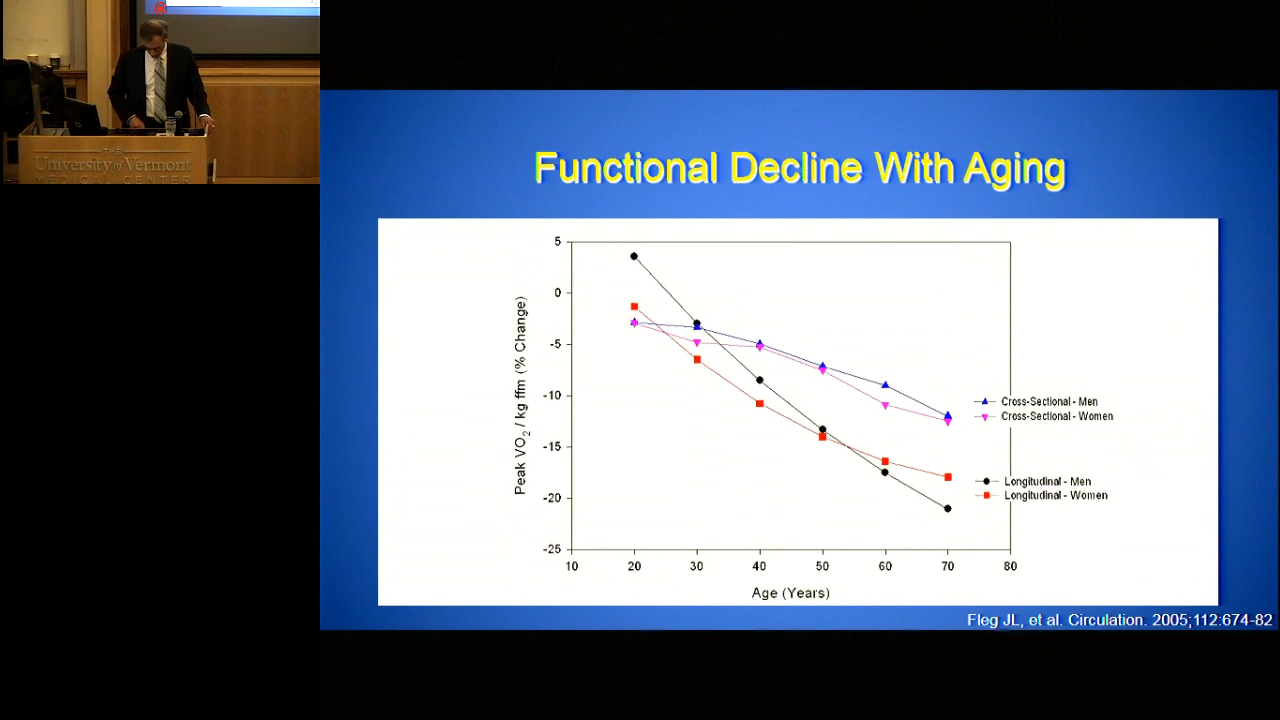 THE
University of Vermont
MEDICAL CENTER
Functional Decline With Aging
5
0
-5
-10
-15
-20
-25
Peak VO2 / kg ffm (% Change)
10 20 30 40 50 60 70 80
Age (Years)
Cross-Sectional - Men
Cross-Sectional - Women
Longitudinal - Men
Longitudinal - Women
Fleg JL, et al. Circulation. 2005;112:674-82